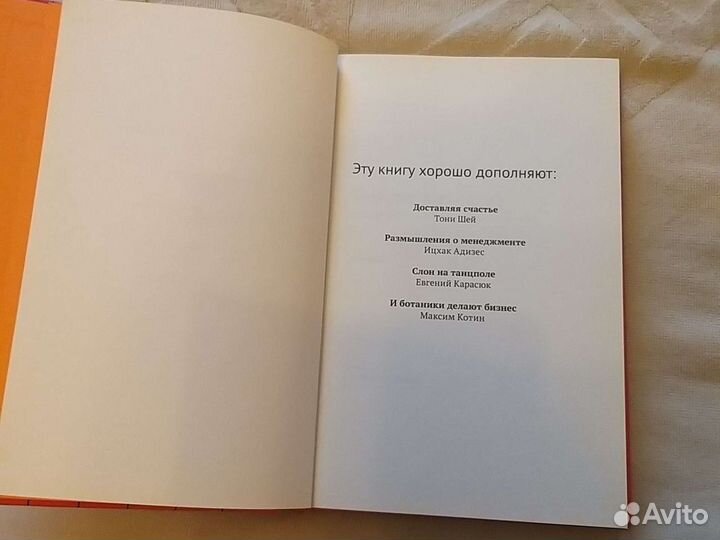 Эту книгу хорошо дополняют:
Доставляя счастье
Тони Шей
Размышления о менеджменте
Ицхак Адизес
Слон на танцполе
Евгений Карасюк
И ботаники делают бизнес
Максим Котин
Avito